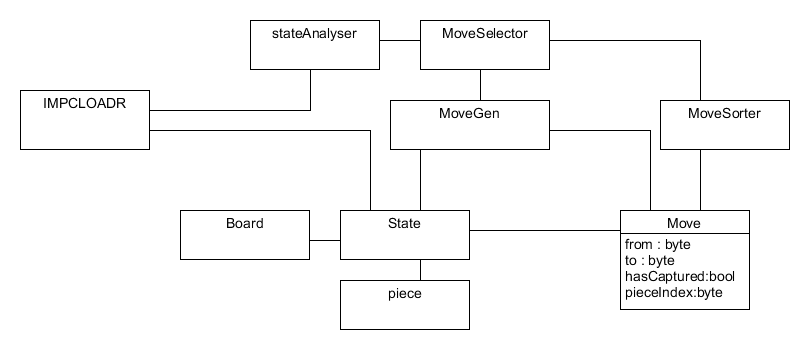 stateAnalyser
MoveSelector
IMPCLOADR
MoveGen
MoveSorter
Board
State
Move
from : byte
to : byte
hasCaptured:bool
pieceIndex:byte
piece